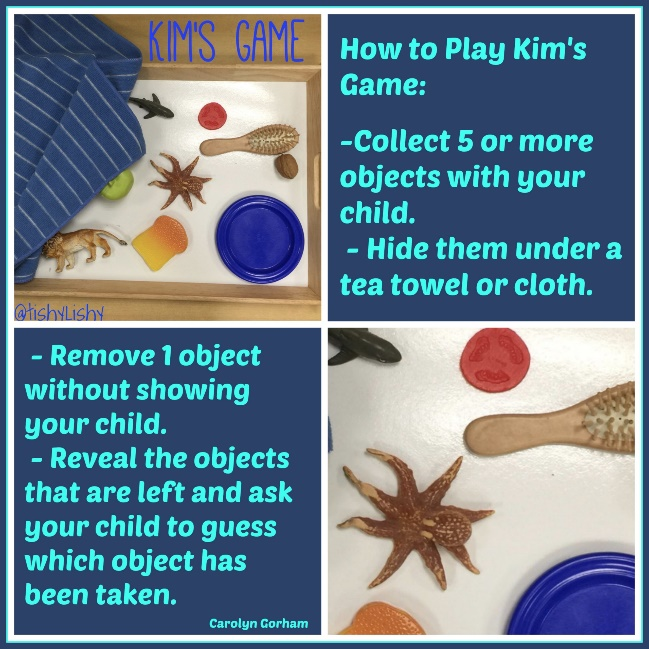 KIM'S GAME
@tishyLishy
How to Play Kim's
Game:
-Collect 5 or more
objects with your
child.
- Hide them under a
tea towel or cloth.
- Remove 1 object
without showing
your child.
- Reveal the objects
that are left and ask
your child to guess
which object has
been taken.
Carolyn Gorham